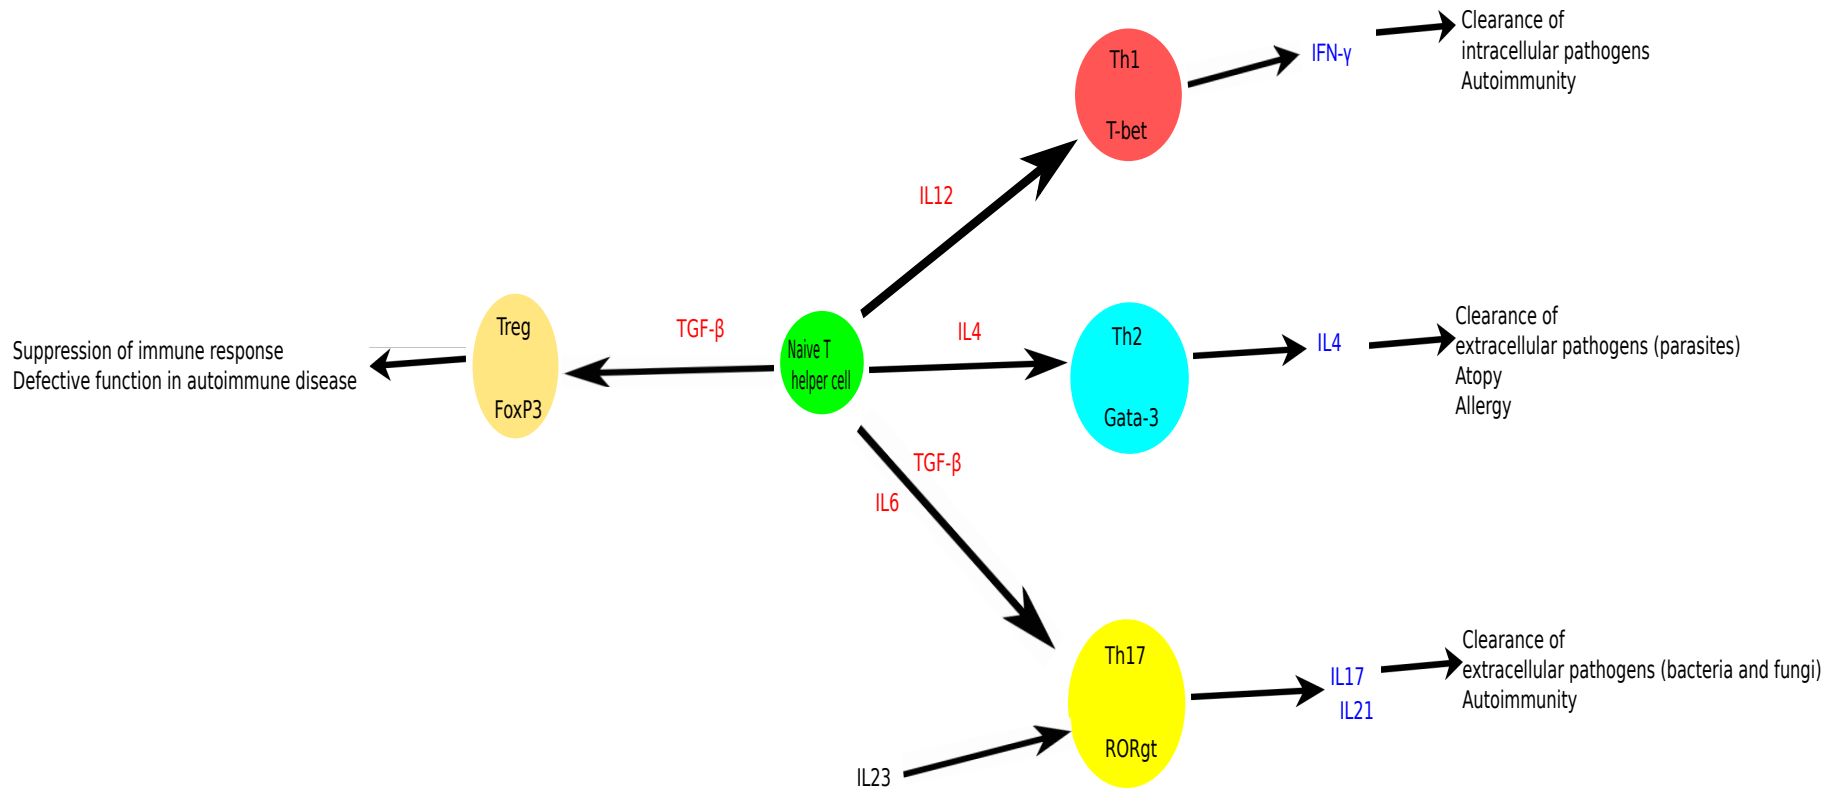 Clearance of
intracellular pathogens
Autoimmunity
IFN-γ
Th1
T-bet
IL12
Suppression of immune response
Defective function in autoimmune disease
Treg
FoxP3
TGF-β
Naive T
helper cell
IL4
Th2
Gata-3
IL4
Clearance of
extracellular pathogens (parasites)
Atopy
Allergy
TGF-β
IL6
Th17
RORgt
IL23
IL17
IL21
Clearance of
extracellular pathogens (bacteria and fungi)
Autoimmunity